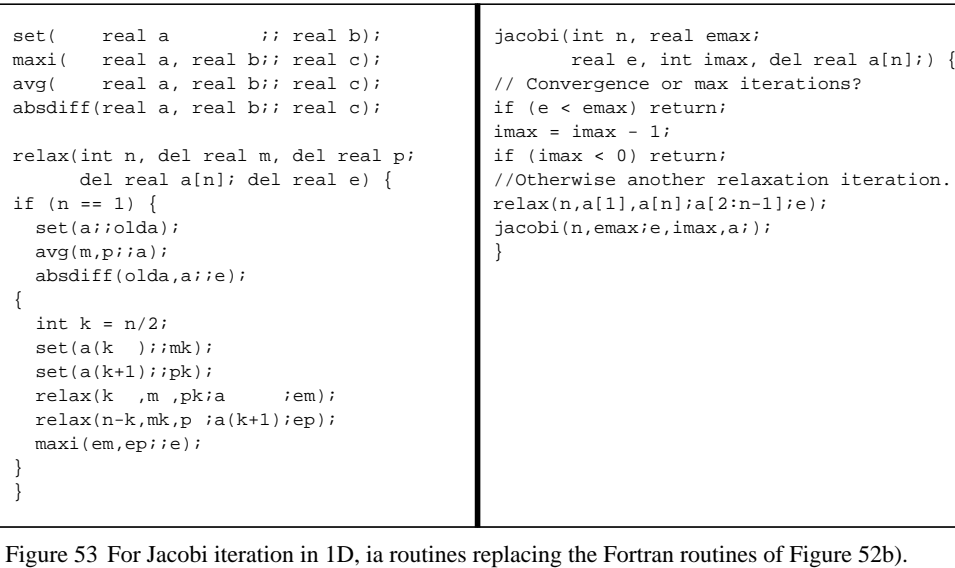 set(    real a        ;; real b);
maxi(   real a, real b;; real c);
avg(    real a, real b;; real c);
absdiff(real a, real b;; real c);
relax(int n, del real m, del real p;
      del real a[n]; del real e) {
if (n == 1) {
  set(a;;olda);
  avg(m,p;;a);
  absdiff(olda,a;;e);
{
  int k = n/2;
  set(a(k  );;mk);
  set(a(k+1);;pk);
  relax(k  ,m ,pk;a     ;em);
  relax(n-k,mk,p ;a(k+1);ep);
  maxi(em,ep;;e);
}
}
jacobi(int n, real emax;
       real e, int imax, del real a[n];) {
// Convergence or max iterations?
if (e < emax) return;
imax = imax - 1;
if (imax < 0) return;
//Otherwise another relaxation iteration.
relax(n,a[1],a[n];a[2:n-1];e);
jacobi(n,emax;e,imax,a;);
}
Figure 53 For Jacobi iteration in 1D, ia routines replacing the Fortran routines of Figure 52b).